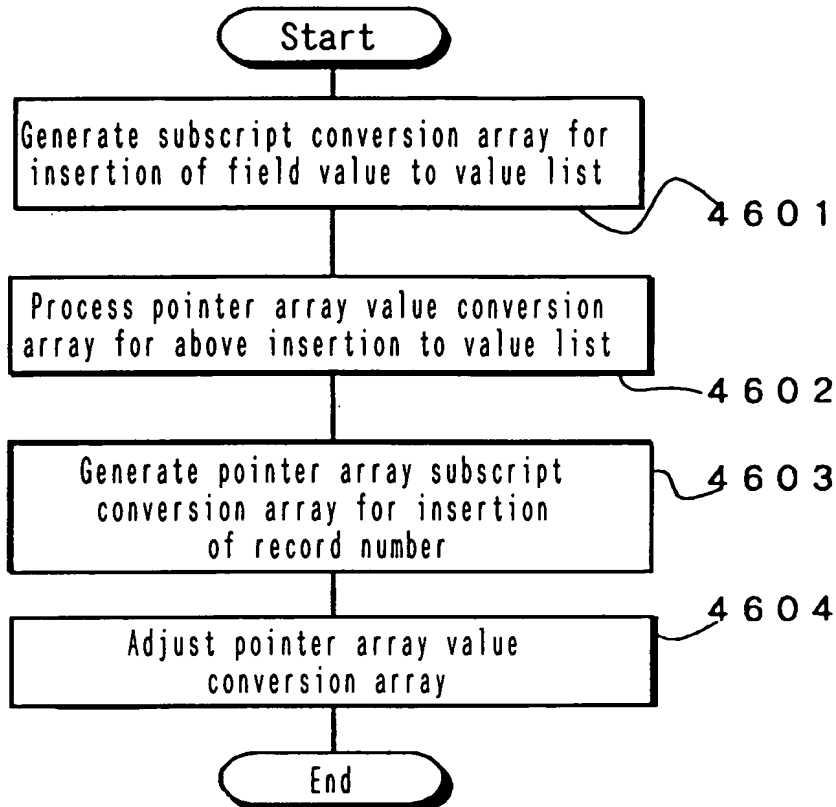 Start
Generate subscript conversion array for
insertion of field value to value list
4601
Process pointer array value conversion
array for above insertion to value list
4602
Generate pointer array subscript
conversion array for insertion
of record number
4603
Adjust pointer array value
conversion array
4604
End